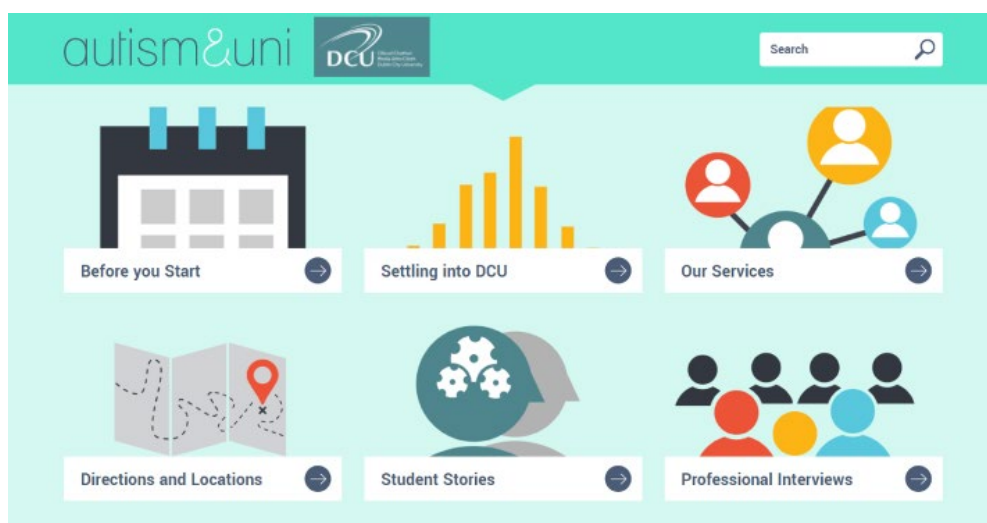 autism&uni
DCU
Search
Before you Start
Settling into DCU
Our Services
Directions and Locations
Student Stories
Professional Interviews